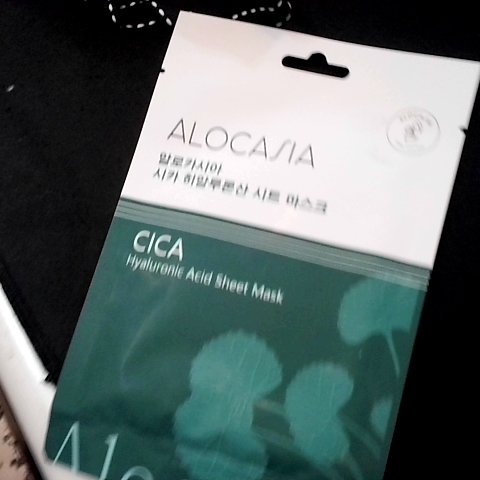 ALOCASIA
알로카시아
시카 히알루론산 시트 마스크
CICA
Hyaluronic Acid Sheet Mask
Alo